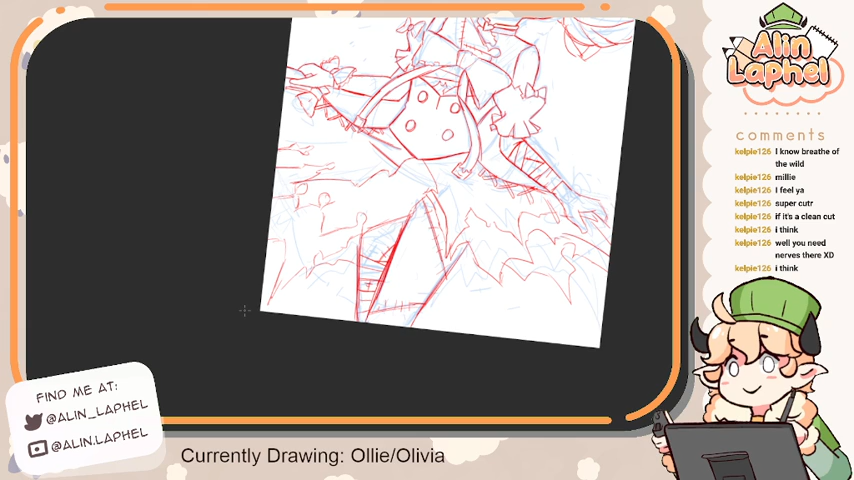 Alin
Laphel
comments
kelpie126 I know breathe of
the wild
kelpie126 millie
kelpie126 I feel ya
kelpie126 super cutr
kelpie126 if it's a clean cut
kelpie126 i think
kelpie126 well you need
nerves there XD
kelpie126 i think
FIND ME AT:
@ALIN_LAPHEL
@ALIN.LAPHEL
Currently Drawing: Ollie/Olivia